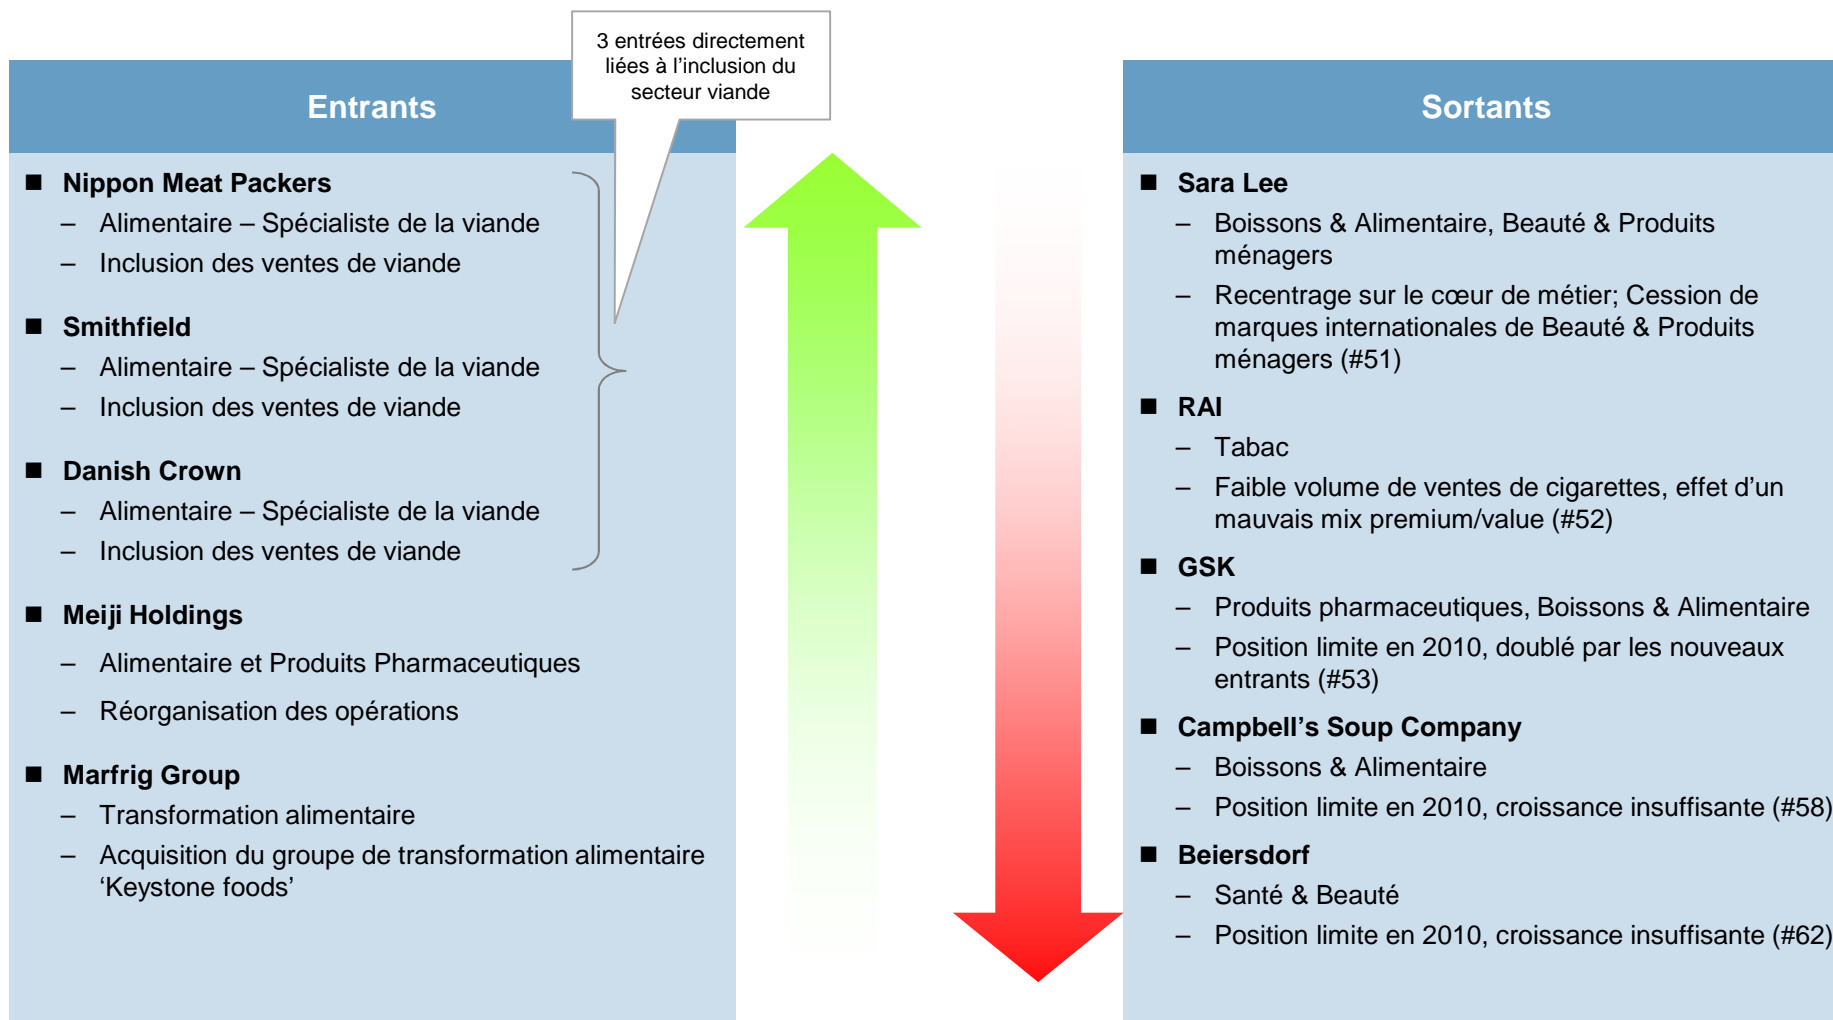 3 entrées directement
liées à l’inclusion du
secteur viande
Entrants
■ Nippon Meat Packers
– Alimentaire – Spécialiste de la viande
– Inclusion des ventes de viande
■ Smithfield
– Alimentaire – Spécialiste de la viande
– Inclusion des ventes de viande
■ Danish Crown
– Alimentaire – Spécialiste de la viande
– Inclusion des ventes de viande
■ Meiji Holdings
– Alimentaire et Produits Pharmaceutiques
– Réorganisation des opérations
■ Marfrig Group
– Transformation alimentaire
– Acquisition du groupe de transformation alimentaire
‘Keystone foods’
Sortants
■ Sara Lee
– Boissons & Alimentaire, Beauté & Produits
ménagers
– Recentrage sur le cœur de métier; Cession de
marques internationales de Beauté & Produits
ménagers (#51)
■ RAI
– Tabac
– Faible volume de ventes de cigarettes, effet d’un
mauvais mix premium/value (#52)
■ GSK
– Produits pharmaceutiques, Boissons & Alimentaire
– Position limite en 2010, doublé par les nouveaux
entrants (#53)
■ Campbell’s Soup Company
– Boissons & Alimentaire
– Position limite en 2010, croissance insuffisante (#58)
■ Beiersdorf
– Santé & Beauté
– Position limite en 2010, croissance insuffisante (#62)